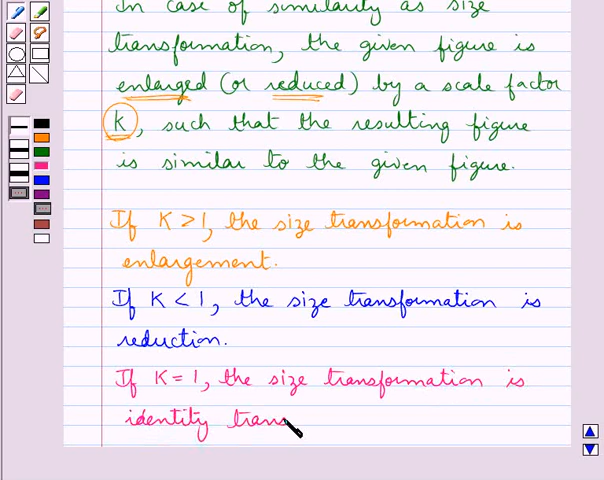 In case of similarity as size
transformation, the given figure is
enlarged (or reduced) by a scale factor
K, such that the resulting figure
is similar to the given figure.
If K > 1, the size transformation is
enlargement.
If K < 1, the size transformation is
reduction.
If K = 1, the size transformation is
identity trans